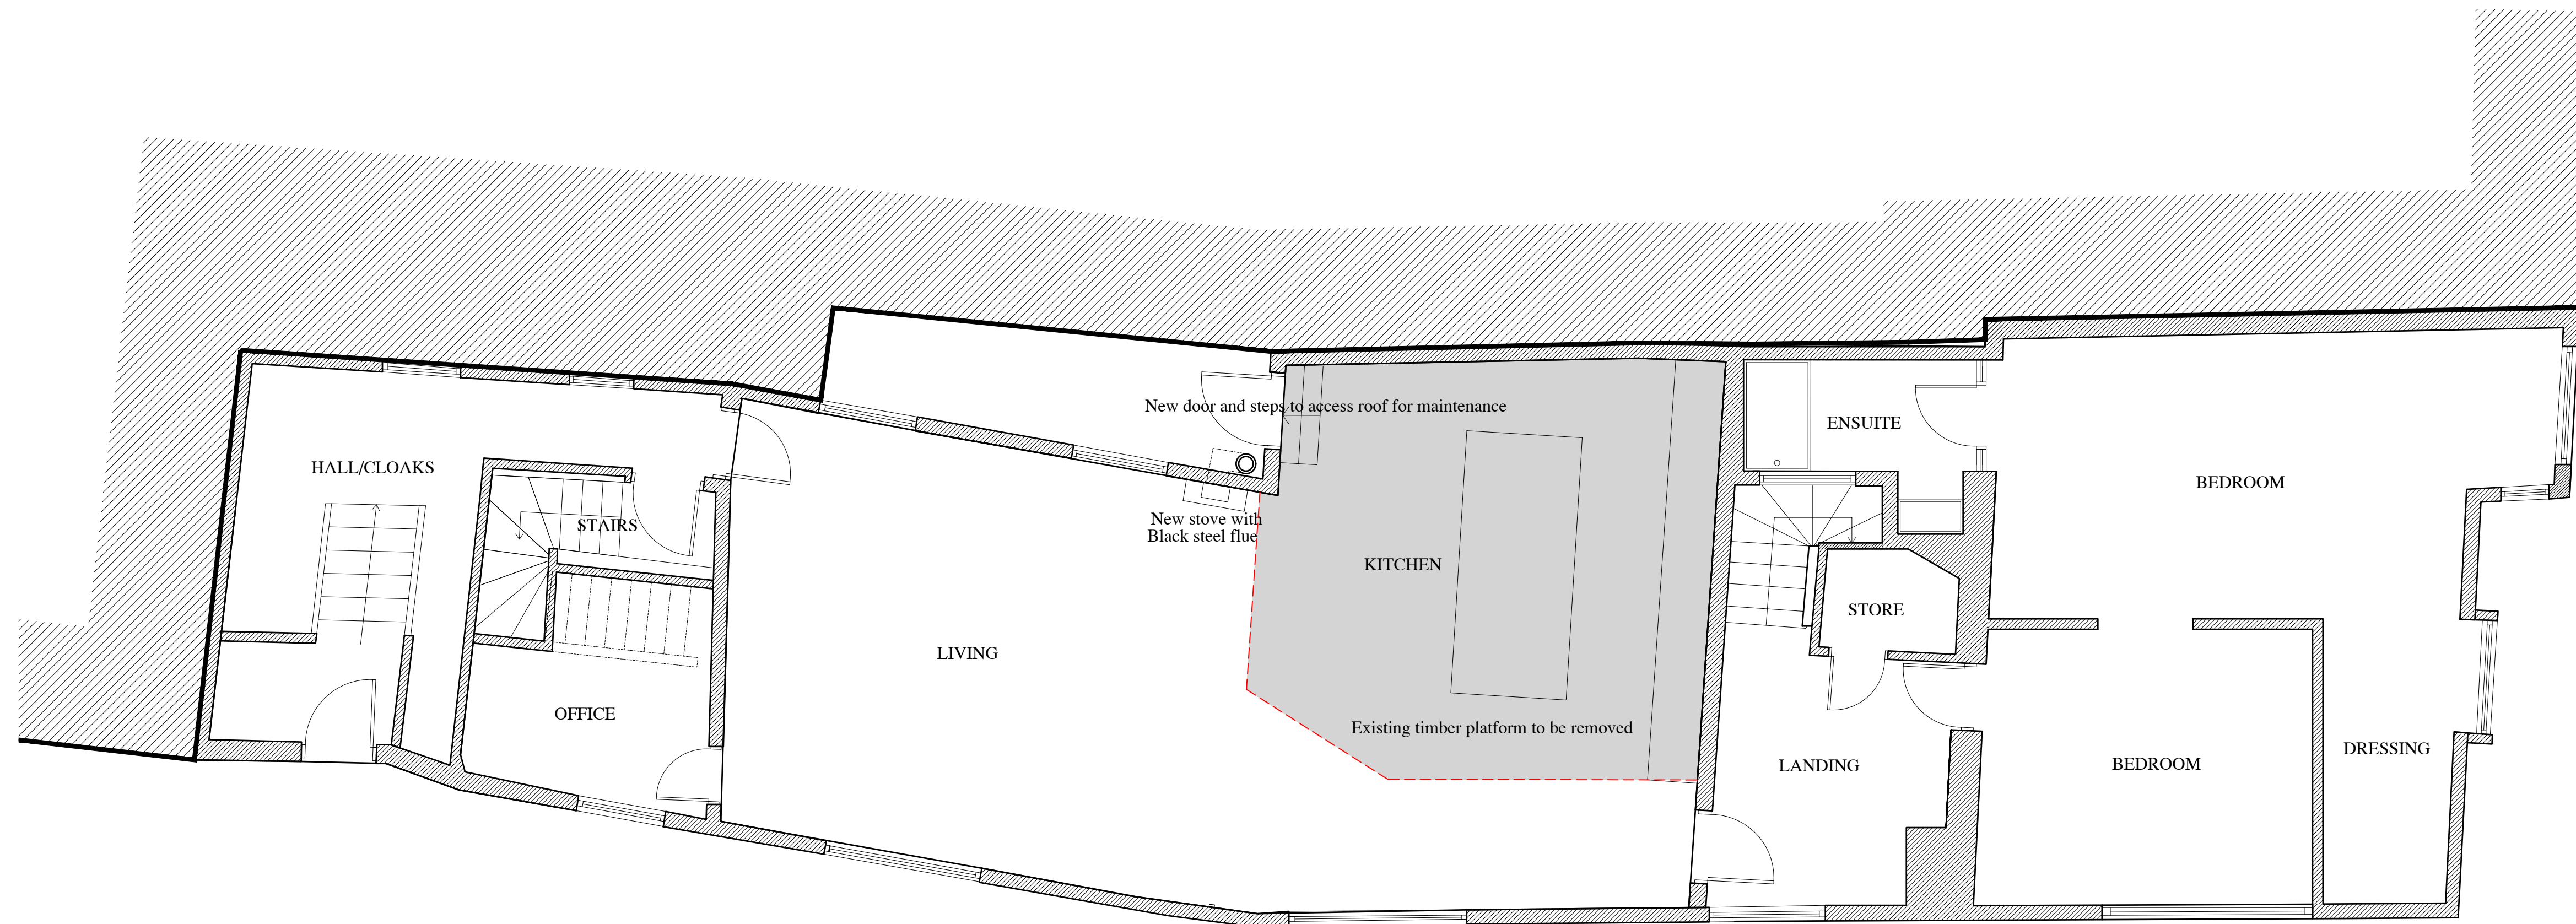 New door and steps to access roof for maintenance
ENSUITE
HALL/CLOAKS
BEDROOM
STAIRS
New stove with
Black steel flue
KITCHEN
STORE
LIVING
OFFICE
Existing timber platform to be removed
LANDING
BEDROOM
DRESSING